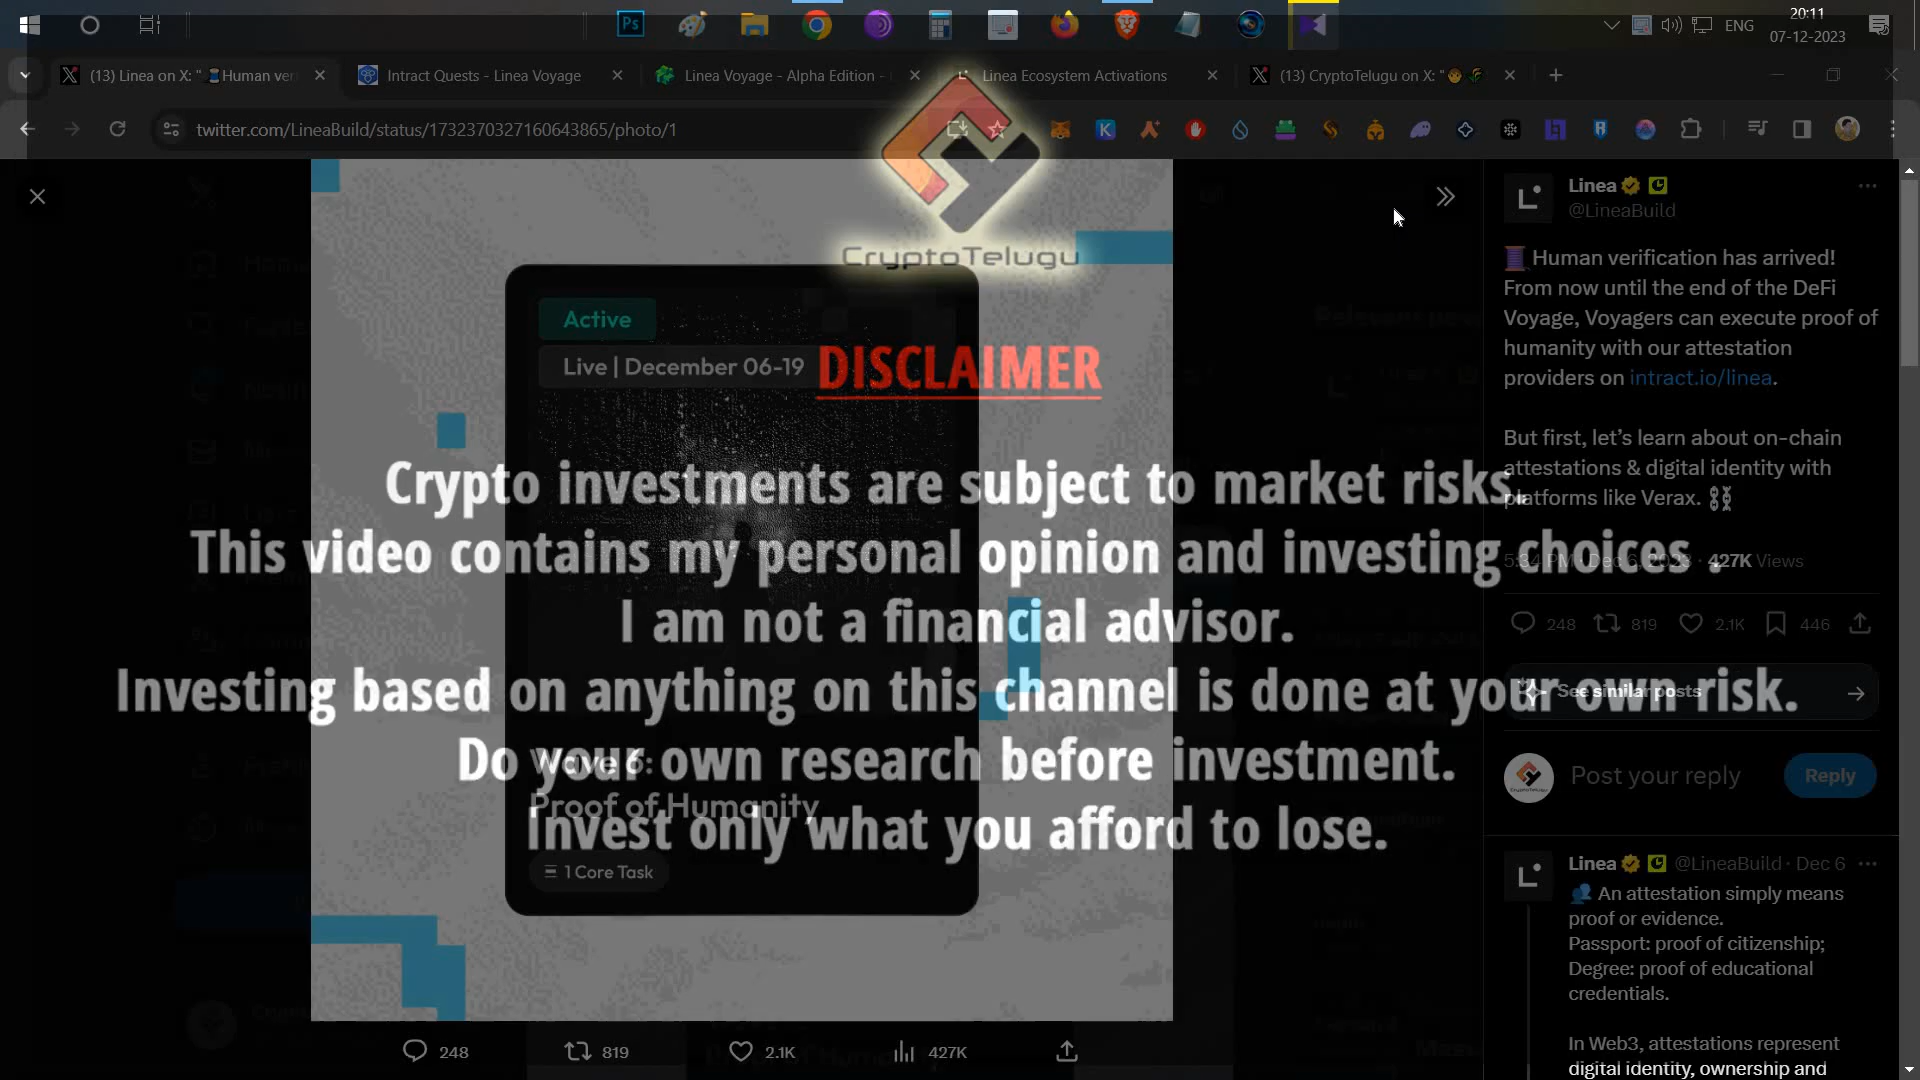 20:11
ENG
07-12-2023
(13) Linea on X: "Human ver
Intract Quests - Linea Voyage
Linea Voyage - Alpha Edition -
Linea Ecosystem Activations
(13) CryptoTelugu on X: "
twitter.com/LineaBuild/status/1732370327160643865/photo/1
CryptoTelugu
DISCLAIMER
Crypto investments are subject to market risks.
This video contains my personal opinion and investing choices .
I am not a financial advisor.
Investing based on anything on this channel is done at your own risk.
Do your own research before investment.
Invest only what you afford to lose.
Active
Live | December 06-19
Wave 6:
Proof of Humanity
1 Core Task
248
819
2.1K
427K
Linea
@LineaBuild
Human verification has arrived!
From now until the end of the DeFi
Voyage, Voyagers can execute proof of
humanity with our attestation
providers on intract.io/linea.
But first, let's learn about on-chain
attestations & digital identity with
platforms like Verax.
5:34 PM · Dec 6, 2023 · 427K Views
248
819
2.1K
446
See similar posts
Post your reply
Reply
Linea @LineaBuild · Dec 6
An attestation simply means
proof or evidence.
Passport: proof of citizenship;
Degree: proof of educational
credentials.
In Web3, attestations represent
digital identity, ownership and